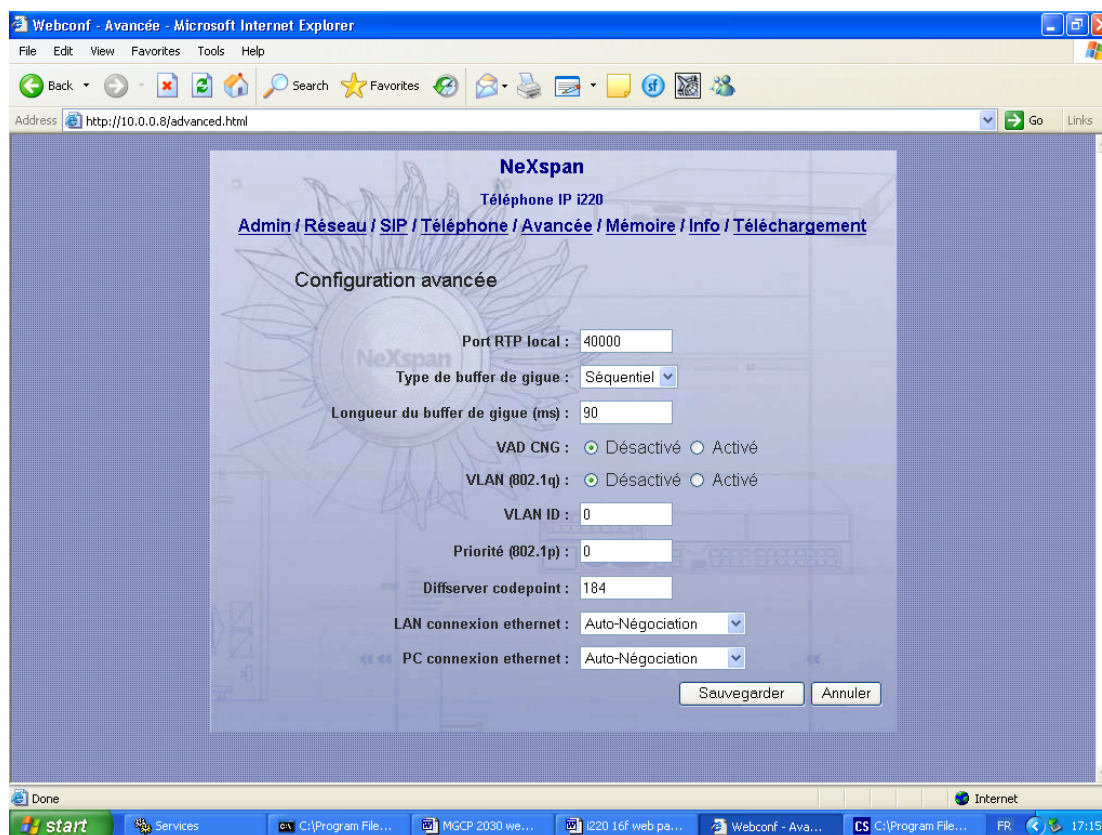 Webconf - Avancée - Microsoft Internet Explorer
File Edit View Favorites Tools Help
Back Search Favorites
Address http://10.0.0.8/advanced.html Go Links
NeXspan
Téléphone IP i220
Admin / Réseau / SIP / Téléphone / Avancée / Mémoire / Info / Téléchargement
Configuration avancée
NeXspan
Port RTP local : 40000
Type de buffer de gigue : Séquentiel
Longueur du buffer de gigue (ms) : 90
VAD CNG : Désactivé Activé
VLAN (802.1q) : Désactivé Activé
VLAN ID : 0
Priorité (802.1p) : 0
Diffserver codepoint : 184
LAN connexion ethernet : Auto-Négociation
PC connexion ethernet : Auto-Négociation
Sauvegarder Annuler
Done Internet
start Services C:\Program File... MGCP 2030 we... i220 16f web pa... Webconf - Ava... CS C:\Program File... FR 17:15